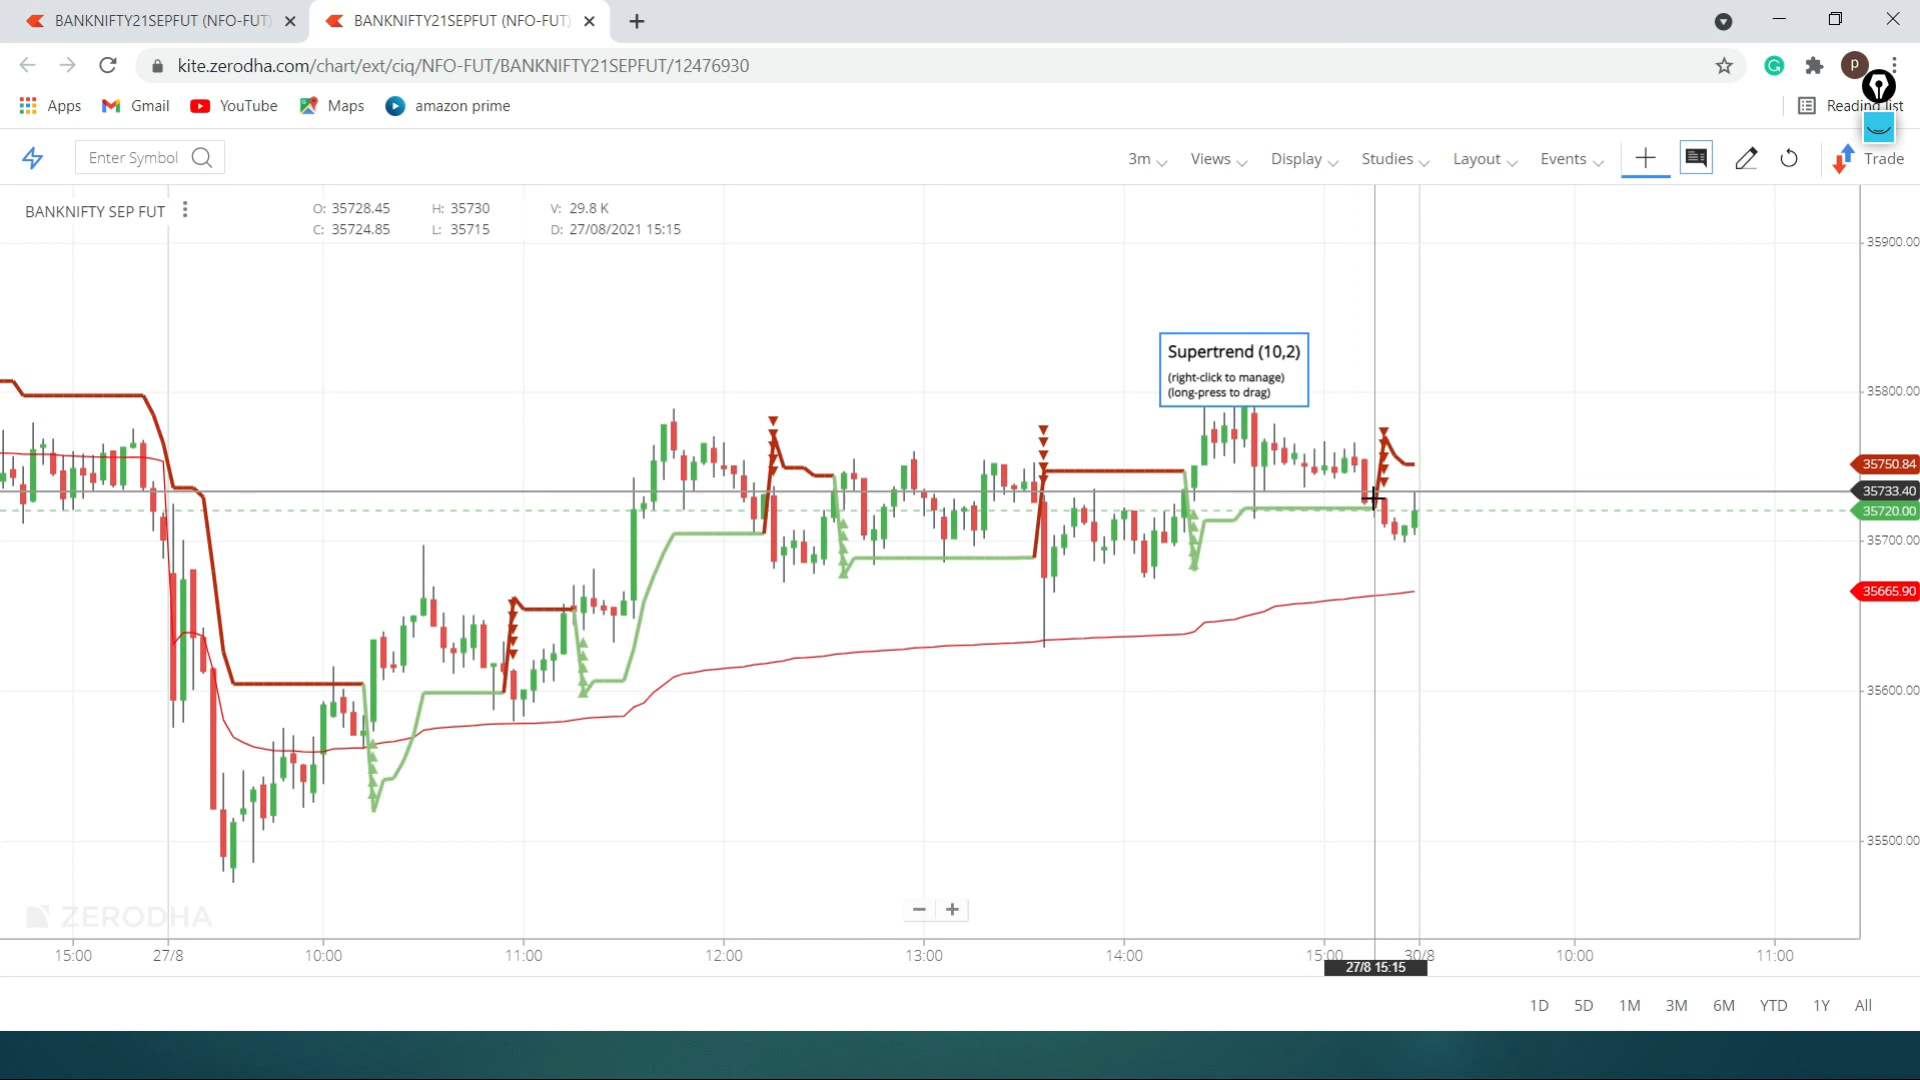 BANKNIFTY21SEPFUT (NFO-FUT)
BANKNIFTY21SEPFUT (NFO-FUT)
kite.zerodha.com/chart/ext/ciq/NFO-FUT/BANKNIFTY21SEPFUT/12476930
P
Apps
Gmail
YouTube
Maps
amazon prime
Reading list
Enter Symbol
3m
Views
Display
Studies
Layout
Events
Trade
BANKNIFTY SEP FUT
O: 35728.45
H: 35730
V: 29.8 K
C: 35724.85
L: 35715
D: 27/08/2021 15:15
35900.00
Supertrend (10,2)
(right-click to manage)
(long-press to drag)
35800.00
35750.84
35733.40
35720.00
35700.00
35665.90
35600.00
35500.00
ZERODHA
15:00
27/8
10:00
11:00
12:00
13:00
14:00
15:00
30/8
10:00
11:00
27/8 15:15
1D
5D
1M
3M
6M
YTD
1Y
All